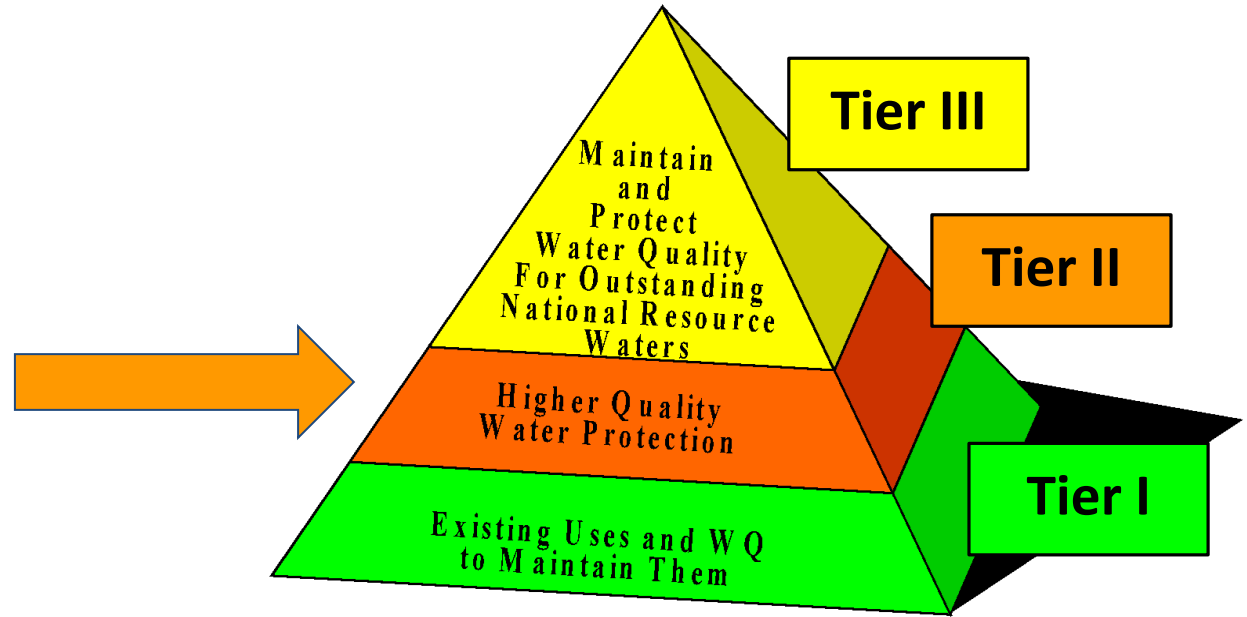 Maintain
and
Protect
Water Quality
For Outstanding
National Resource
Waters
Higher Quality
Water Protection
Existing Uses and WQ
to Maintain Them
Tier III
Tier II
Tier I